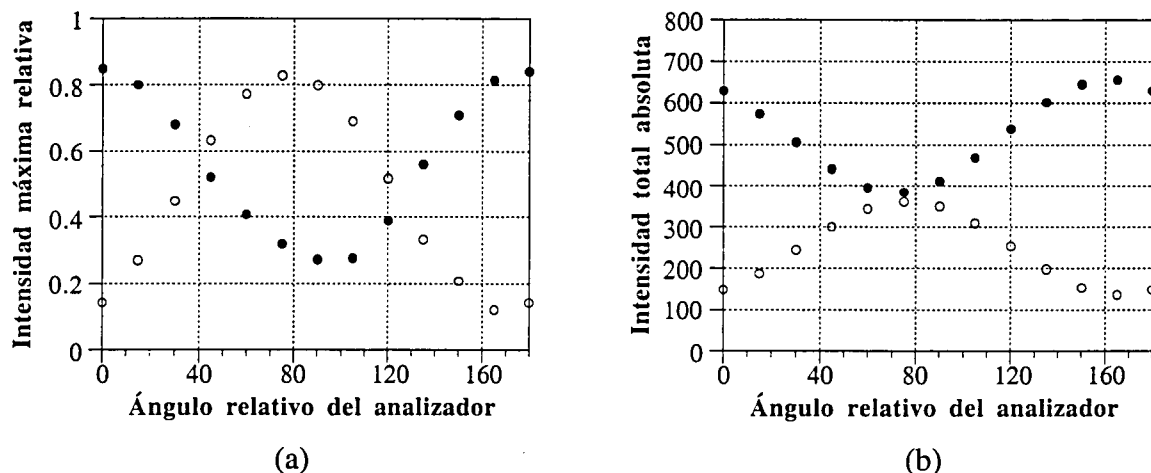 Intensidad máxima relativa
1
0.8
0.6
0.4
0.2
0
0 40 80 120 160
Ángulo relativo del analizador
(a)
Intensidad total absoluta
800
700
600
500
400
300
200
100
0
0 40 80 120 160
Ángulo relativo del analizador
(b)